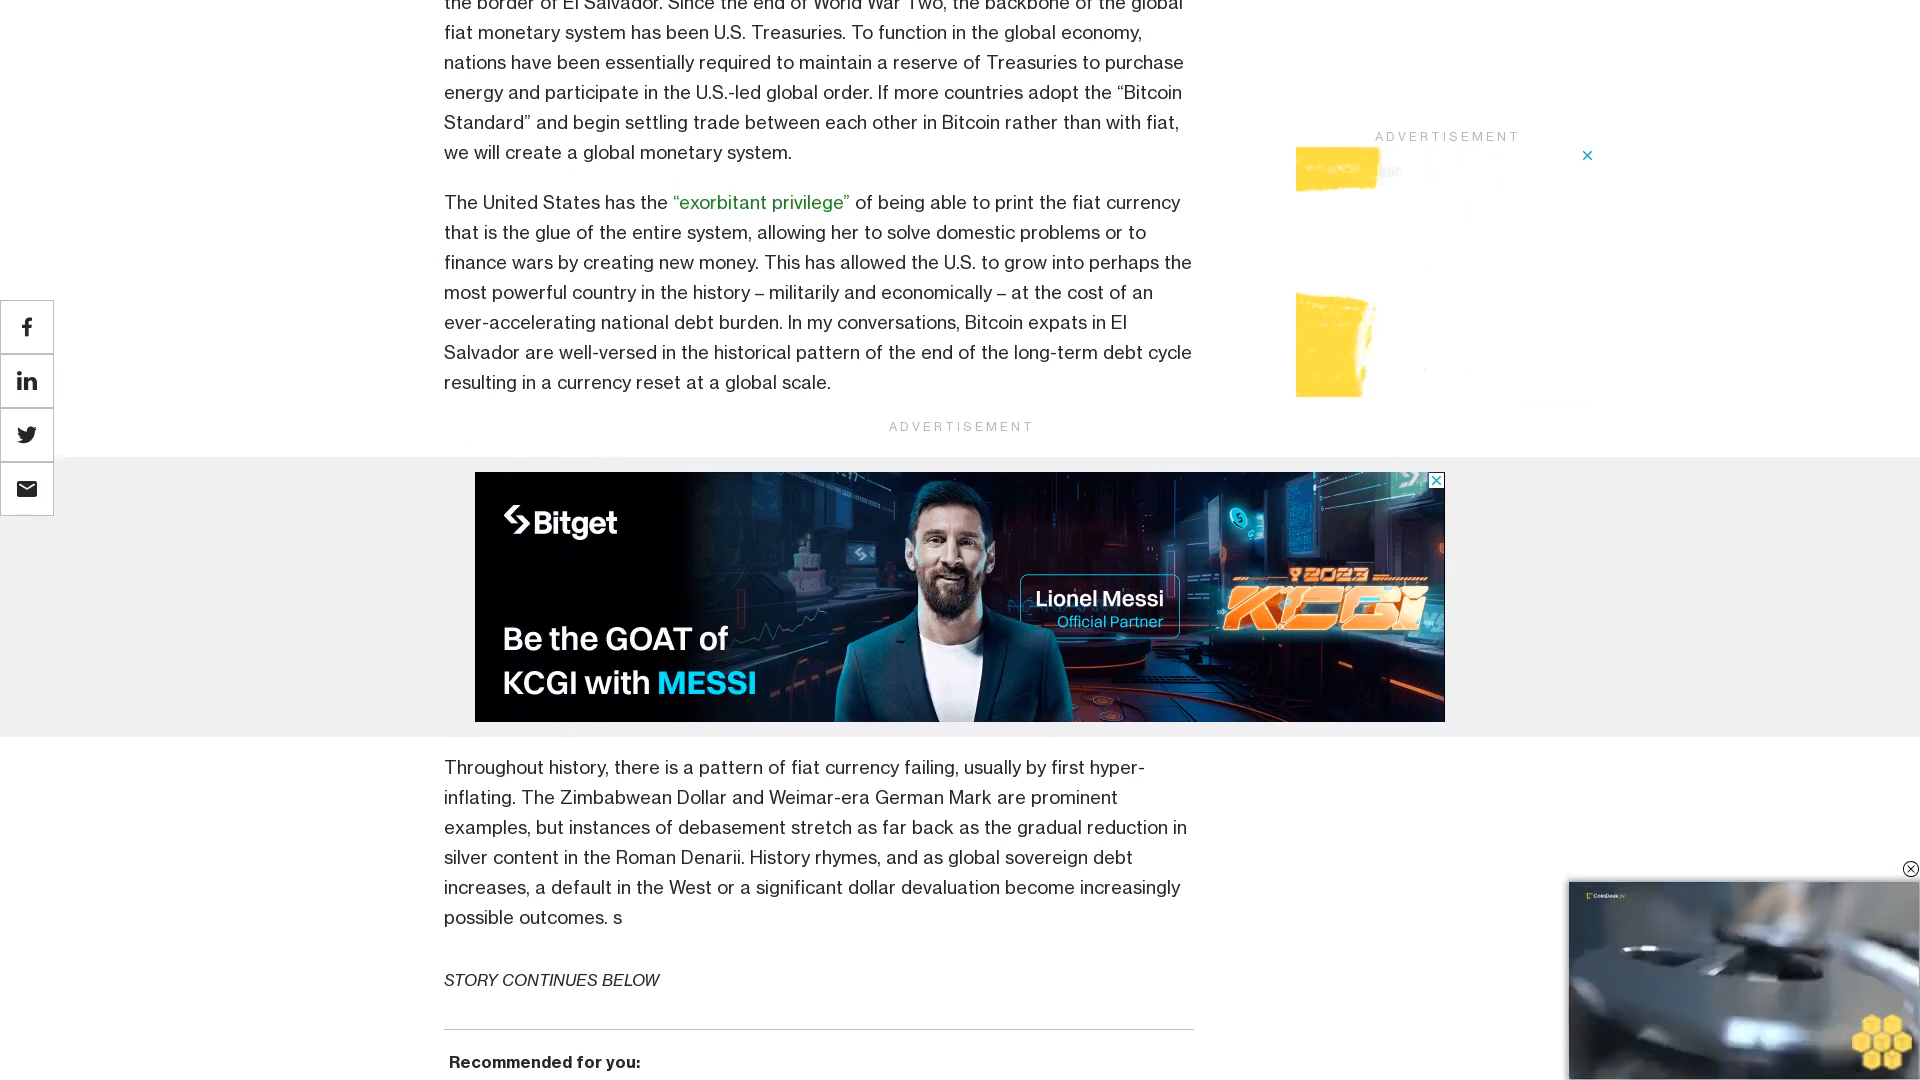 the border of El Salvador. Since the end of World War Two, the backbone of the global
fiat monetary system has been U.S. Treasuries. To function in the global economy,
nations have been essentially required to maintain a reserve of Treasuries to purchase
energy and participate in the U.S.-led global order. If more countries adopt the “Bitcoin
Standard” and begin settling trade between each other in Bitcoin rather than with fiat,
we will create a global monetary system.
The United States has the “exorbitant privilege” of being able to print the fiat currency
that is the glue of the entire system, allowing her to solve domestic problems or to
finance wars by creating new money. This has allowed the U.S. to grow into perhaps the
most powerful country in the history – militarily and economically – at the cost of an
ever-accelerating national debt burden. In my conversations, Bitcoin expats in El
Salvador are well-versed in the historical pattern of the end of the long-term debt cycle
resulting in a currency reset at a global scale.
ADVERTISEMENT
ADVERTISEMENT
Bitget
Be the GOAT of
KCGI with MESSI
Lionel Messi
Official Partner
Y2023
KCGI
Throughout history, there is a pattern of fiat currency failing, usually by first hyper-
inflating. The Zimbabwean Dollar and Weimar-era German Mark are prominent
examples, but instances of debasement stretch as far back as the gradual reduction in
silver content in the Roman Denarii. History rhymes, and as global sovereign debt
increases, a default in the West or a significant dollar devaluation become increasingly
possible outcomes. s
STORY CONTINUES BELOW
Recommended for you:
CoinDesk.tv